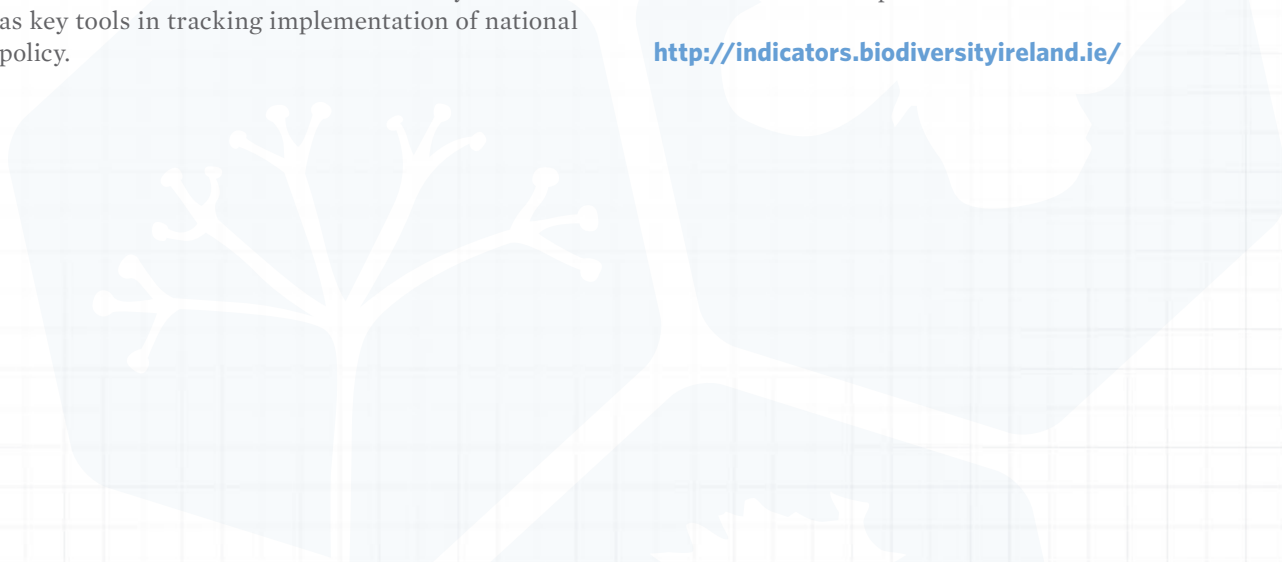 as key tools in tracking implementation of national
policy.
http://indicators.biodiversityireland.ie/